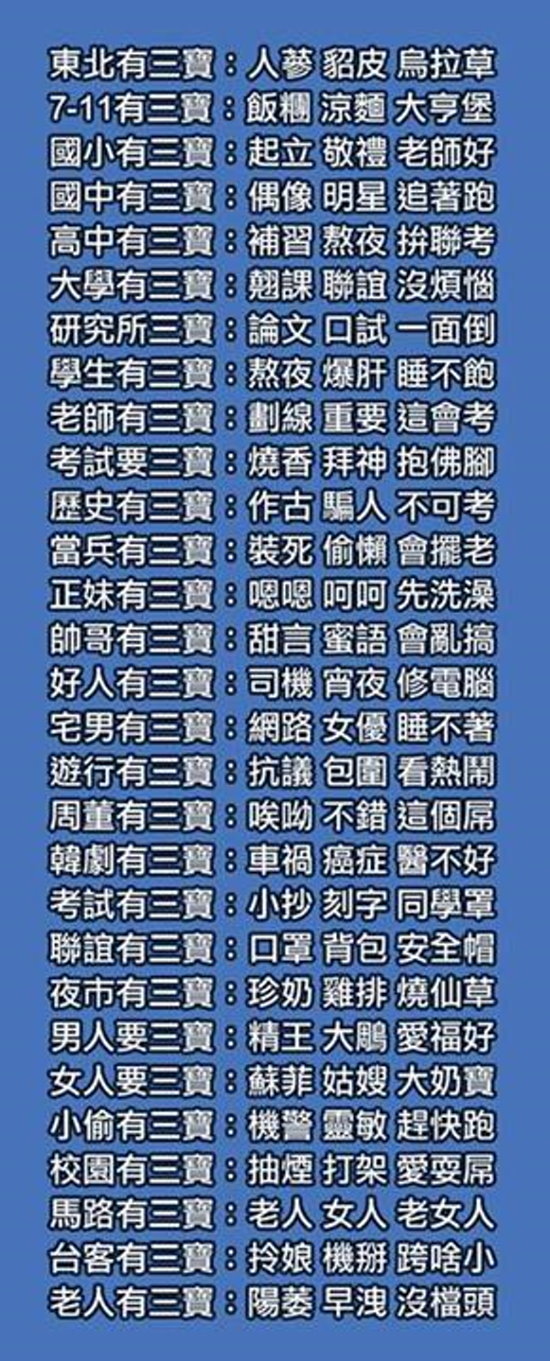 東北有三寶：人蔘 貂皮 烏拉草
7-11有三寶：飯糰 涼麵 大亨堡
國小有三寶：起立 敬禮 老師好
國中有三寶：偶像 明星 追著跑
高中有三寶：補習 熬夜 拚聯考
大學有三寶：翹課 聯誼 沒煩惱
研究所三寶：論文 口試 一面倒
學生有三寶：熬夜 爆肝 睡不飽
老師有三寶：劃線 重要 這會考
考試要三寶：燒香 拜神 抱佛腳
歷史有三寶：作古 騙人 不可考
當兵有三寶：裝死 偷懶 會擺老
正妹有三寶：嗯嗯 呵呵 先洗澡
帥哥有三寶：甜言 蜜語 會亂搞
好人有三寶：司機 宵夜 修電腦
宅男有三寶：網路 女優 睡不著
遊行有三寶：抗議 包圍 看熱鬧
周董有三寶：唉呦 不錯 這個屌
韓劇有三寶：車禍 癌症 醫不好
考試有三寶：小抄 刻字 同學罩
聯誼有三寶：口罩 背包 安全帽
夜市有三寶：珍奶 雞排 燒仙草
男人要三寶：精王 大鵰 愛福好
女人要三寶：蘇菲 姑嫂 大奶寶
小偷有三寶：機警 靈敏 趕快跑
校園有三寶：抽煙 打架 愛耍屌
馬路有三寶：老人 女人 老女人
台客有三寶：拎娘 機掰 跨啥小
老人有三寶：陽萎 早洩 沒檔頭